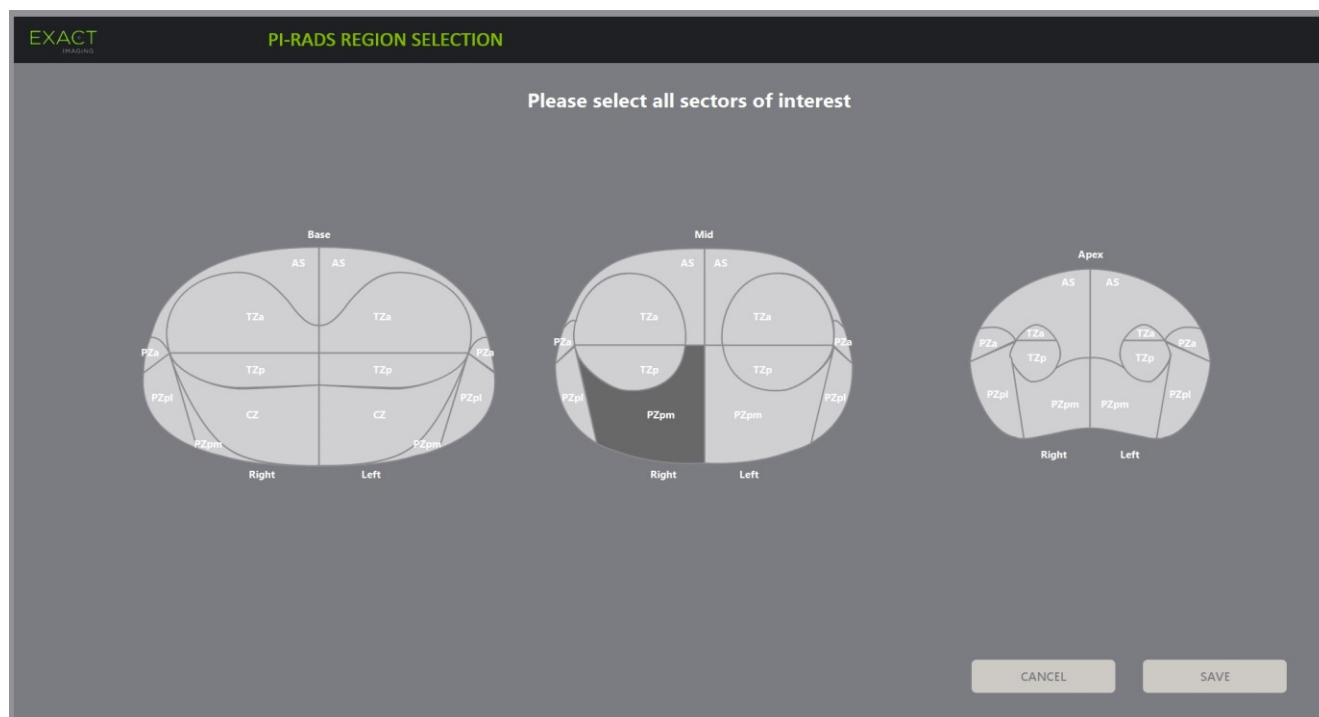 EXACT
IMAGING
PI-RADS REGION SELECTION
Please select all sectors of interest
Base
AS AS
TZa TZa
PZa PZa
TZp TZp
PZpl PZpl
CZ CZ
PZpm PZpm
Right Left
Mid
AS AS
TZa TZa
PZa PZa
TZp TZp
PZpl PZpl
PZpm PZpm
Right Left
Apex
AS AS
TZa TZa
PZa PZa
TZp TZp
PZpl PZpl
PZpm PZpm
Right Left
CANCEL SAVE